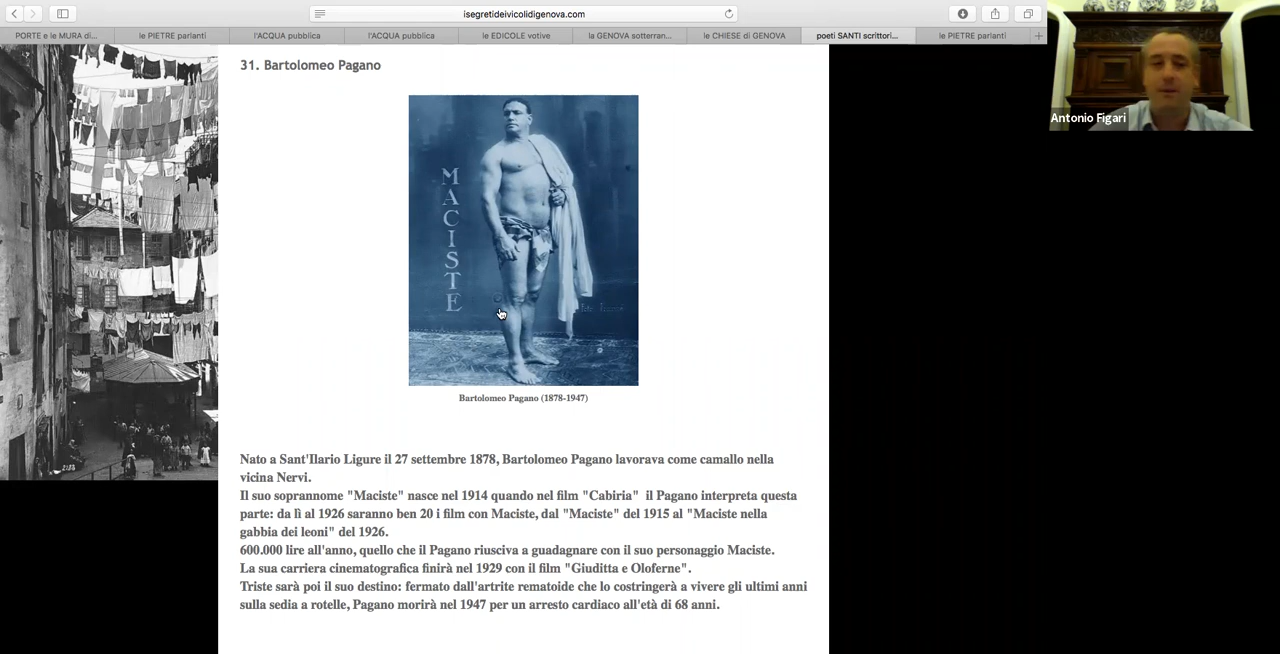 isegretideivicolidigenova.com
PORTE e le MURA di...
le PIETRE parlanti
l'ACQUA pubblica
l'ACQUA pubblica
le EDICOLE votive
la GENOVA sotterran...
le CHIESE di GENOVA
poeti SANTI scrittori...
le PIETRE parlanti
Antonio Figari
31. Bartolomeo Pagano
MACISTE
Bartolomeo Pagano (1878-1947)
Nato a Sant'Ilario Ligure il 27 settembre 1878, Bartolomeo Pagano lavorava come camallo nella
vicina Nervi.
Il suo soprannome "Maciste" nasce nel 1914 quando nel film "Cabiria" il Pagano interpreta questa
parte: da lì al 1926 saranno ben 20 i film con Maciste, dal "Maciste" del 1915 al "Maciste nella
gabbia dei leoni" del 1926.
600.000 lire all'anno, quello che il Pagano riusciva a guadagnare con il suo personaggio Maciste.
La sua carriera cinematografica finirà nel 1929 con il film "Giuditta e Oloferne".
Triste sarà poi il suo destino: fermato dall'artrite rematoide che lo costringerà a vivere gli ultimi anni
sulla sedia a rotelle, Pagano morirà nel 1947 per un arresto cardiaco all'età di 68 anni.